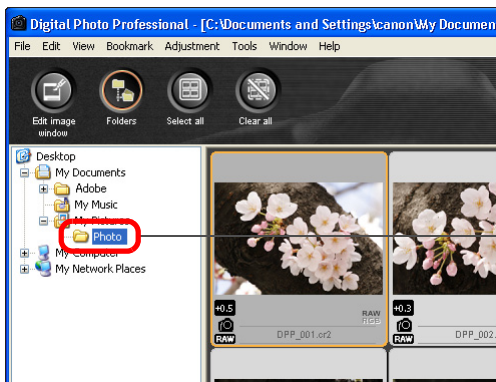 Digital Photo Professional - [C:\Documents and Settings\canon\My Documen
File Edit View Bookmark Adjustment Tools Window Help
Edit image window
Folders
Select all
Clear all
Desktop
My Documents
Adobe
My Music
My Pictures
Photo
My Computer
My Network Places
+0.5
RAW
RGB
RAW
DPP_001.cr2
+0.3
RAW
DPP_002.